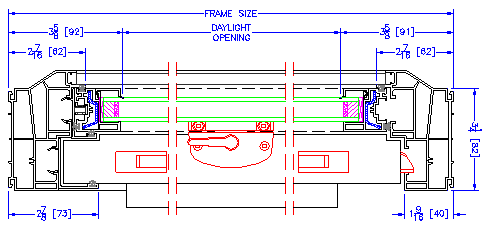 FRAME SIZE
3 5/8 [92]
DAYLIGHT
OPENING
3 5/8 [91]
2 7/16 [62]
2 7/16 [62]
3 1/4 [82]
2 7/8 [73]
1 9/16 [40]